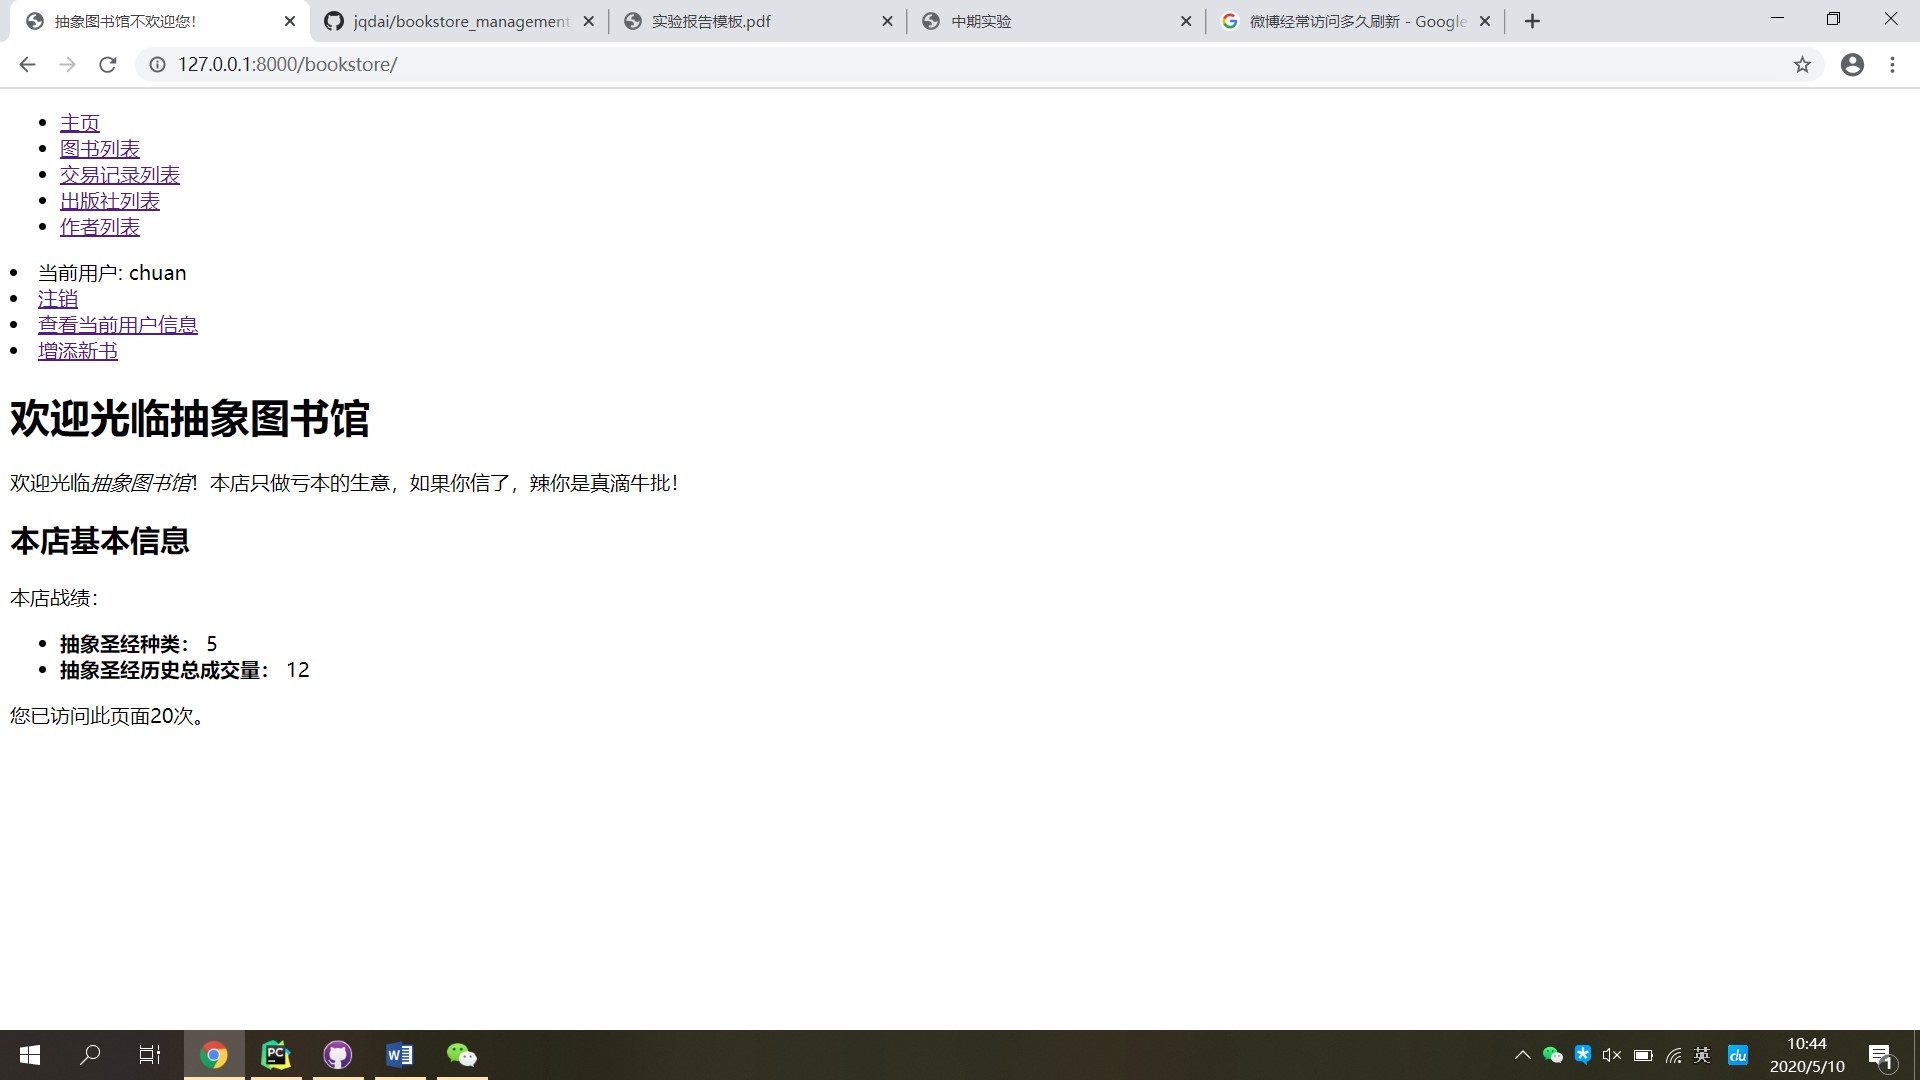 抽象图书馆不欢迎您！
jqdai/bookstore_management
实验报告模板.pdf
中期实验
微博经常访问多久刷新 - Google
127.0.0.1:8000/bookstore/
主页
图书列表
交易记录列表
出版社列表
作者列表
当前用户: chuan
注销
查看当前用户信息
增添新书
欢迎光临抽象图书馆
欢迎光临抽象图书馆！本店只做亏本的生意，如果你信了，辣你是真滴牛批！
本店基本信息
本店战绩：
抽象圣经种类： 5
抽象圣经历史总成交量： 12
您已访问此页面20次。
PC
W
英
du
10:44
2020/5/10
1